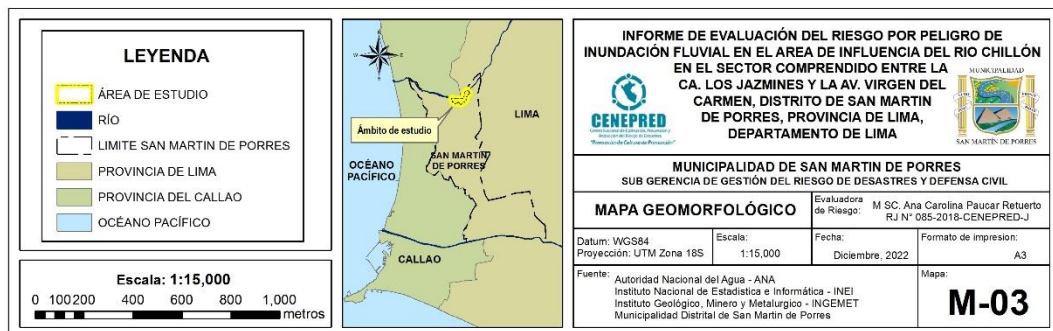 LEYENDA
ÁREA DE ESTUDIO
RÍO
LIMITE SAN MARTIN DE PORRES
PROVINCIA DE LIMA
PROVINCIA DEL CALLAO
OCÉANO PACÍFICO
Escala: 1:15,000
0 100 200 400 600 800 1,000
metros
N
W E
S
Ámbito de estudio
LIMA
OCÉANO
PACÍFICO
SAN MARTIN
DE PORRES
CALLAO
INFORME DE EVALUACIÓN DEL RIESGO POR PELIGRO DE
INUNDACIÓN FLUVIAL EN EL AREA DE INFLUENCIA DEL RIO CHILLÓN
EN EL SECTOR COMPRENDIDO ENTRE LA
CA. LOS JAZMINES Y LA AV. VIRGEN DEL
CARMEN, DISTRITO DE SAN MARTIN
DE PORRES, PROVINCIA DE LIMA,
DEPARTAMENTO DE LIMA
CENEPRED
MUNICIPALIDAD
SAN MARTIN DE PORRES
MUNICIPALIDAD DE SAN MARTIN DE PORRES
SUB GERENCIA DE GESTIÓN DEL RIESGO DE DESASTRES Y DEFENSA CIVIL
MAPA GEOMORFOLÓGICO
Evaluadora
de Riesgo:
M SC. Ana Carolina Paucar Retuerto
RJ N° 085-2018-CENEPRED-J
Datum: WGS84
Proyección: UTM Zona 18S
Escala:
1:15,000
Fecha:
Diciembre, 2022
Formato de impresion:
A3
Fuente:
Autoridad Nacional del Agua - ANA
Instituto Nacional de Estadistica e Informática - INEI
Instituto Geológico, Minero y Metalurgico - INGEMET
Municipalidad Distrital de San Martin de Porres
Mapa:
M-03